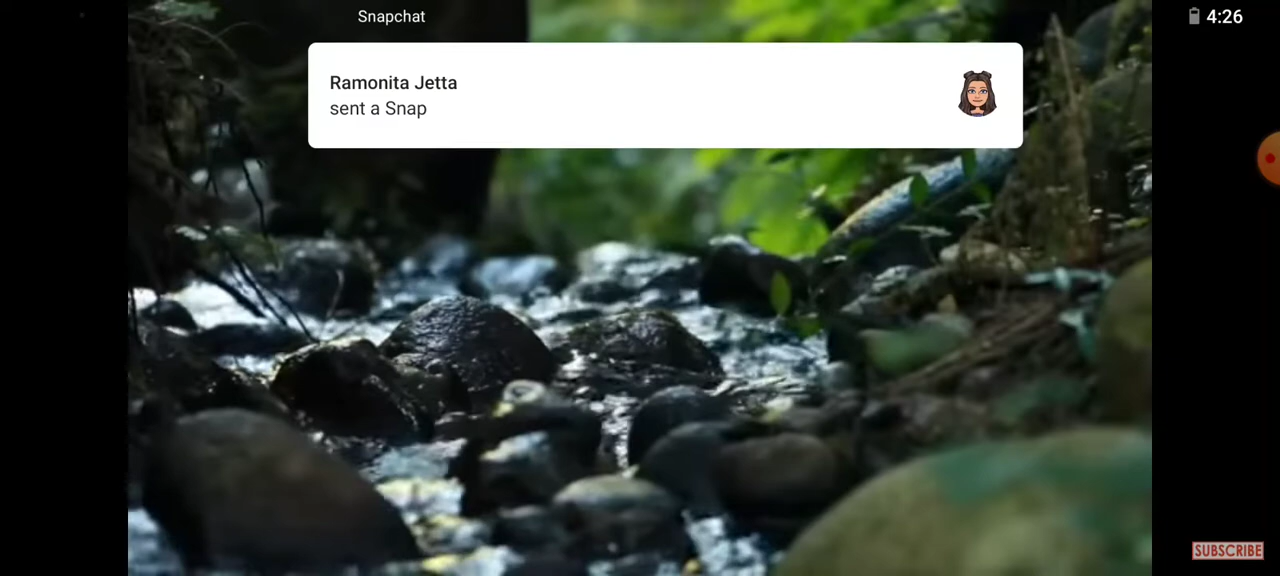 Snapchat
4:26
Ramonita Jetta
sent a Snap
SUBSCRIBE